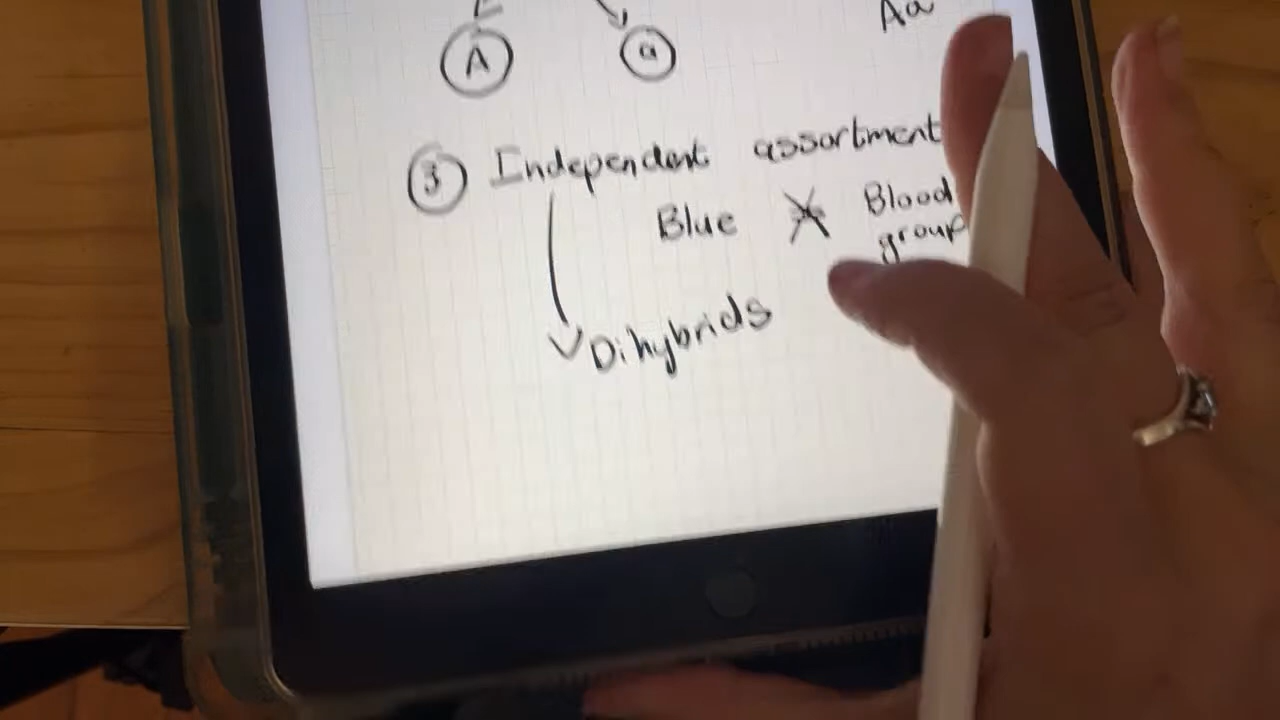 Aa
A a
3 Independent assortment
Blue X Blood
group
Dihybrids